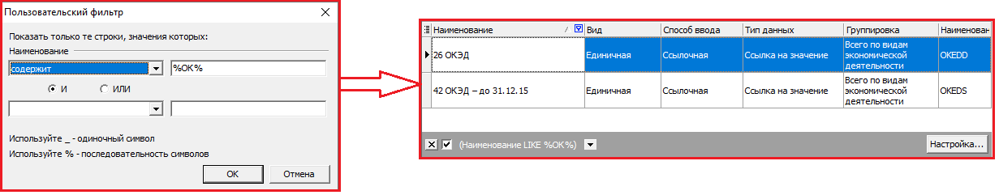 Пользовательский фильтр
Показать только те строки, значения которых:
Наименование
содержит
%ОК%
И
ИЛИ
Используйте _ - одиночный символ
Используйте % - последовательность символов
OK
Отмена
Наименование
Вид
Способ ввода
Тип данных
Группировка
Наименован
26 ОКЭД
Единичная
Ссылочная
Ссылка на значение
Всего по видам
экономической
деятельности
OKEDD
42 ОКЭД – до 31.12.15
Единичная
Ссылочная
Ссылка на значение
Всего по видам
экономической
деятельности
OKEDS
(Наименование LIKE %ОК%)
Настройка...